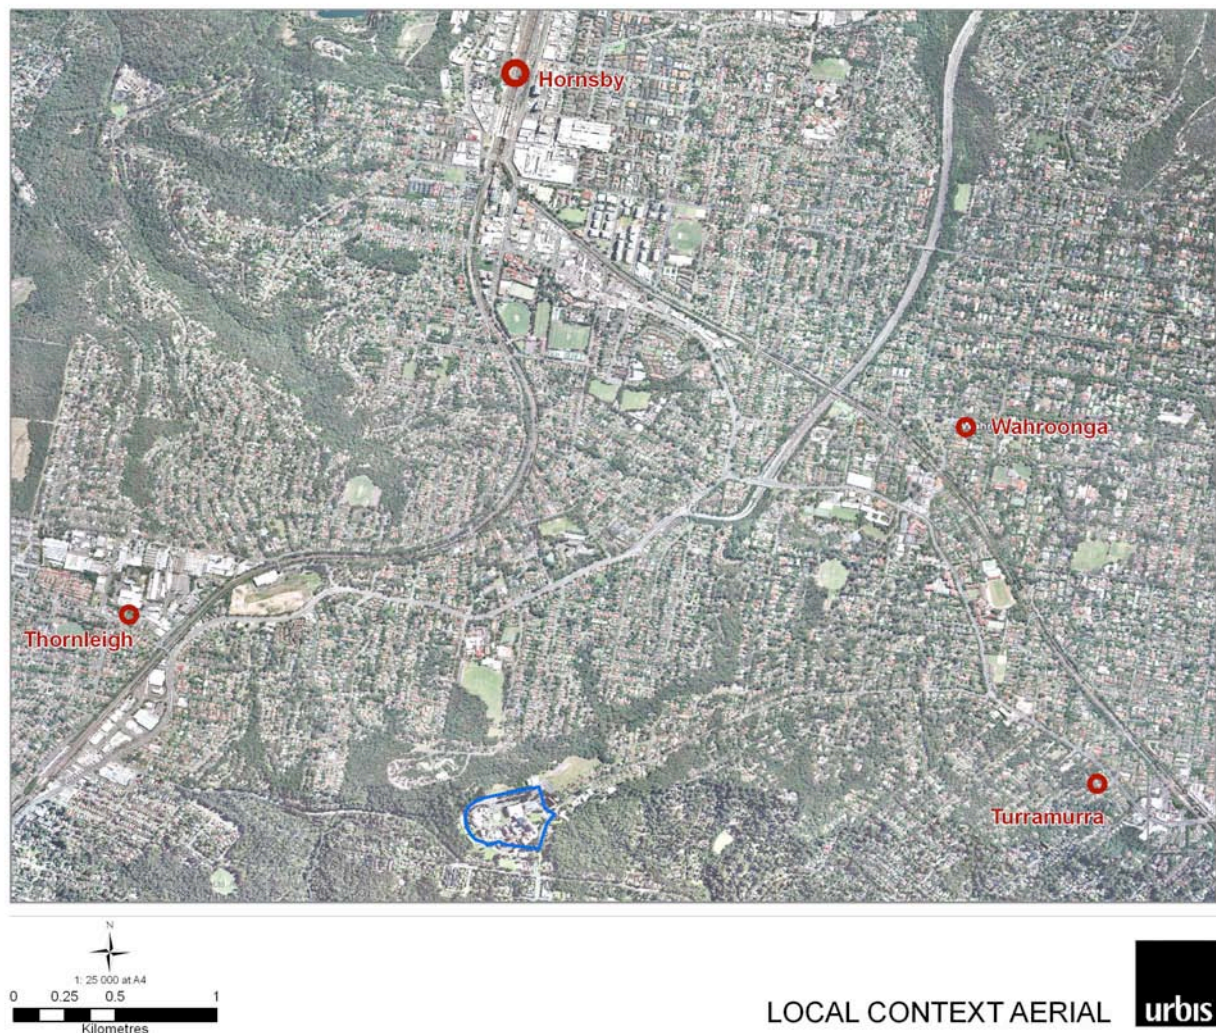 Hornsby
Wahroonga
Thornleigh
Turramurra
N
1: 25 000 at A4
0 0.25 0.5 1
Kilometres
LOCAL CONTEXT AERIAL
urbis